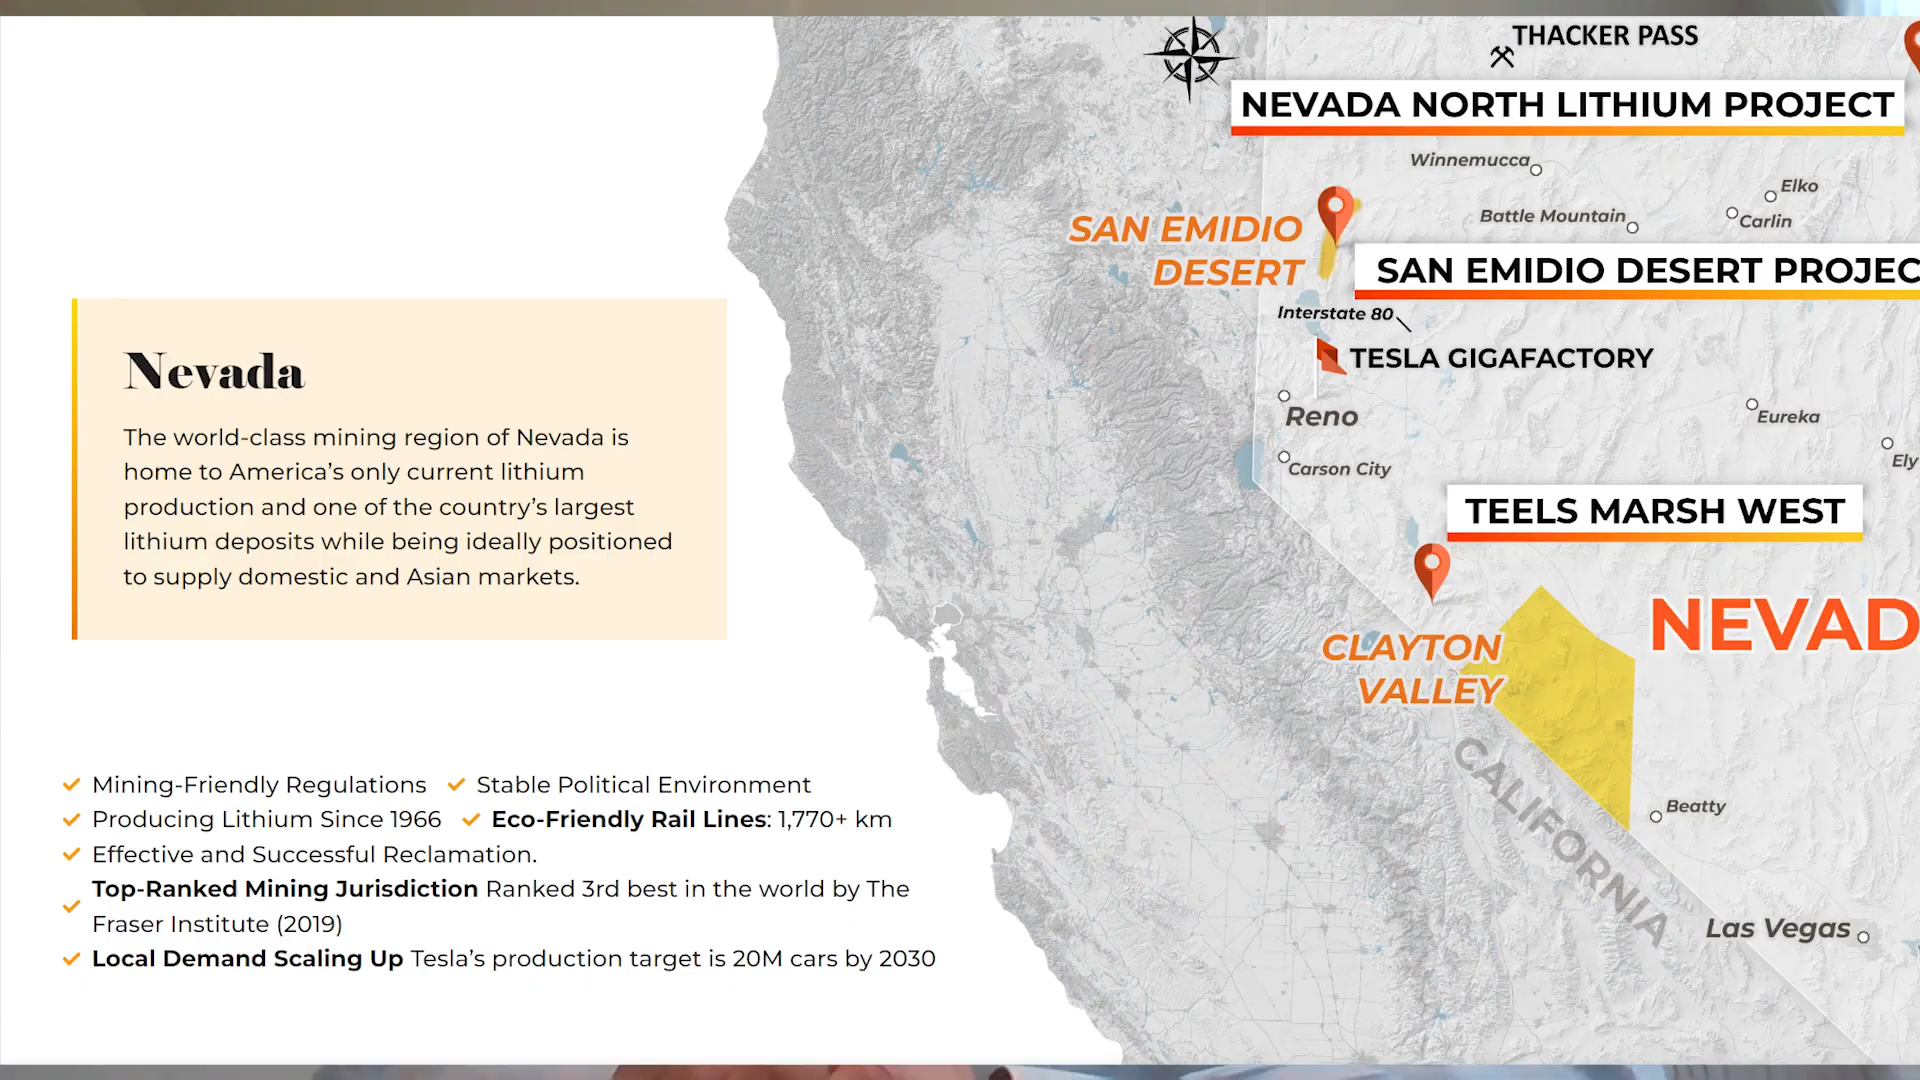 Nevada
The world-class mining region of Nevada is
home to America’s only current lithium
production and one of the country’s largest
lithium deposits while being ideally positioned
to supply domestic and Asian markets.
Mining-Friendly Regulations
Stable Political Environment
Producing Lithium Since 1966
Eco-Friendly Rail Lines: 1,770+ km
Effective and Successful Reclamation.
Top-Ranked Mining Jurisdiction Ranked 3rd best in the world by The
Fraser Institute (2019)
Local Demand Scaling Up Tesla’s production target is 20M cars by 2030
THACKER PASS
NEVADA NORTH LITHIUM PROJECT
Winnemucca
Elko
Battle Mountain
Carlin
SAN EMIDIO
DESERT
SAN EMIDIO DESERT PROJEC
Interstate 80
TESLA GIGAFACTORY
Reno
Eureka
Carson City
Ely
TEELS MARSH WEST
NEVAD
CLAYTON
VALLEY
CALIFORNIA
Beatty
Las Vegas